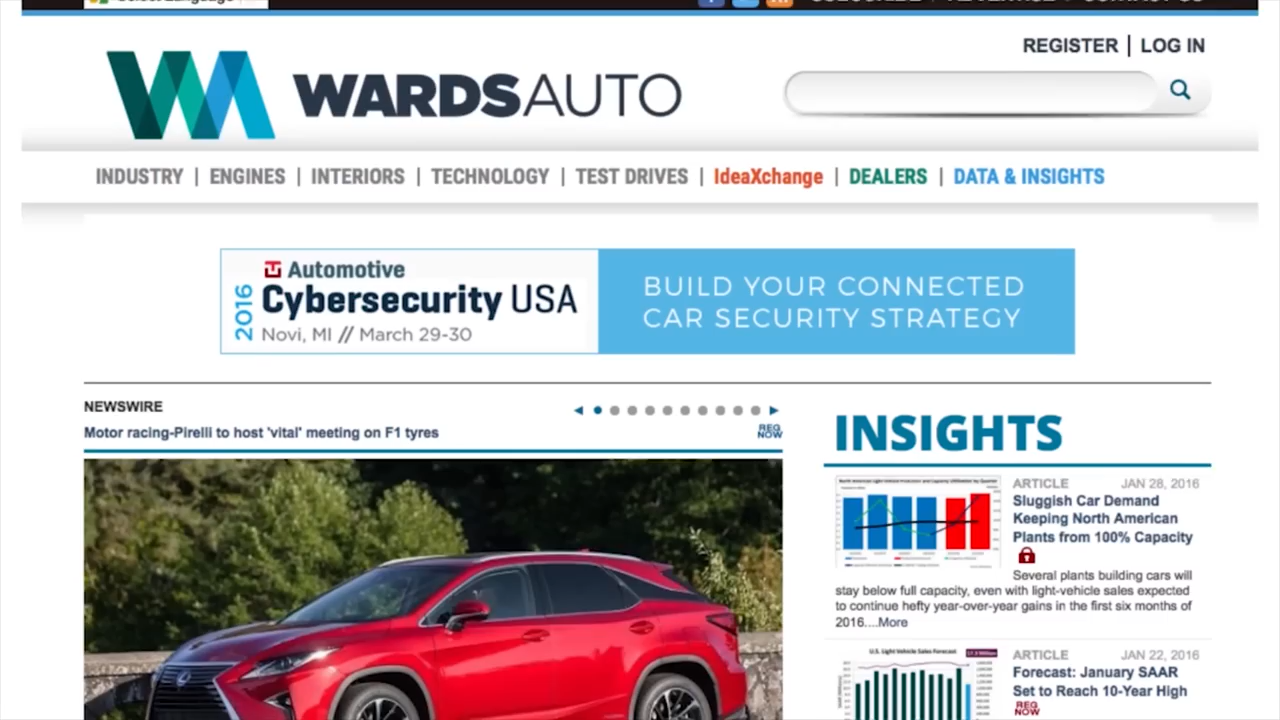 REGISTER | LOG IN
WARDSAUTO
INDUSTRY | ENGINES | INTERIORS | TECHNOLOGY | TEST DRIVES | IdeaXchange | DEALERS | DATA & INSIGHTS
2016
Automotive
Cybersecurity USA
Novi, MI // March 29-30
BUILD YOUR CONNECTED
CAR SECURITY STRATEGY
NEWSWIRE
Motor racing-Pirelli to host 'vital' meeting on F1 tyres
REG
NOW
INSIGHTS
ARTICLE JAN 28, 2016
Sluggish Car Demand
Keeping North American
Plants from 100% Capacity
Several plants building cars will
stay below full capacity, even with light-vehicle sales expected
to continue hefty year-over-year gains in the first six months of
2016....More
U.S. Light Vehicle Sales Forecast
ARTICLE JAN 22, 2016
Forecast: January SAAR
Set to Reach 10-Year High
REG
NOW